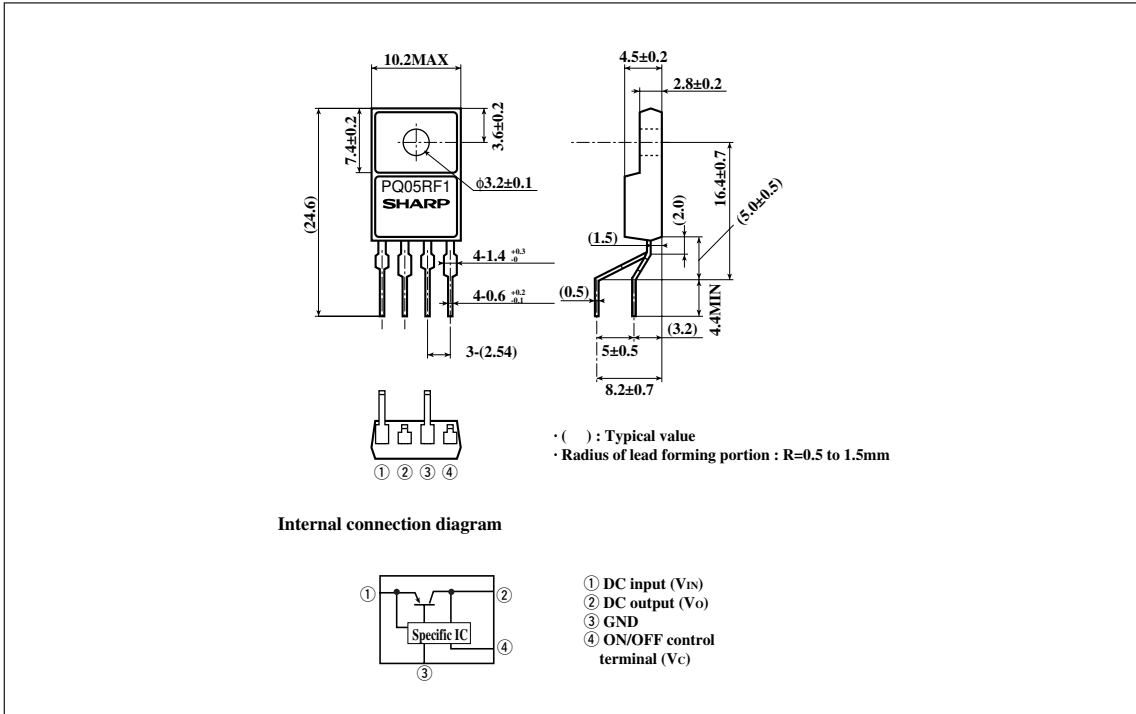 10.2MAX
4.5±0.2
2.8±0.2
7.4±0.2
3.6±0.2
(24.6)
PQ05RF1
SHARP
ϕ3.2±0.1
16.4±0.7
(5.0±0.5)
(2.0)
(1.5)
4-1.4 +0.3 -0
4-0.6 +0.2 -0.1
(0.5)
4.4MIN
3-(2.54)
(3.2)
5±0.5
8.2±0.7
① ② ③ ④
· ( ) : Typical value
· Radius of lead forming portion : R=0.5 to 1.5mm
Internal connection diagram
①
②
Specific IC
④
③
① DC input (VIN)
② DC output (VO)
③ GND
④ ON/OFF control
terminal (VC)